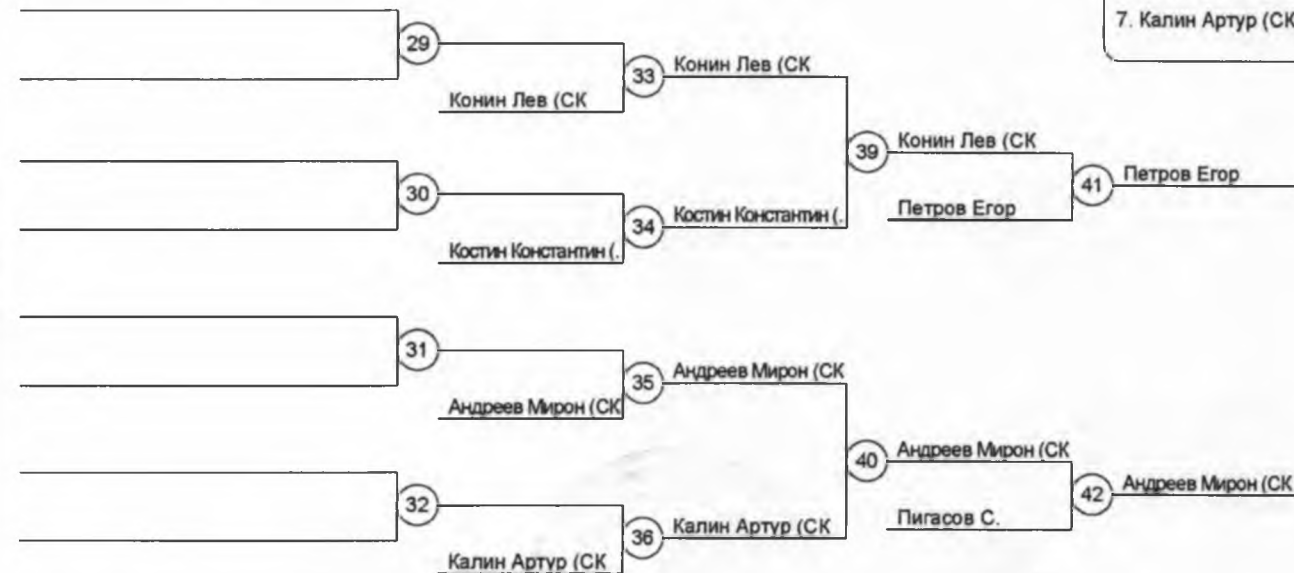 7. Калин Артур (СК
29
33
Конин Лев (СК
Конин Лев (СК
39
Конин Лев (СК
30
41
Петров Егор
34
Костин Константин (.
Петров Егор
Костин Константин (.
31
35
Андреев Мирон (СК
Андреев Мирон (СК
40
Андреев Мирон (СК
32
42
Андреев Мирон (СК
36
Калин Артур (СК
Пигасов С.
Калин Артур (СК